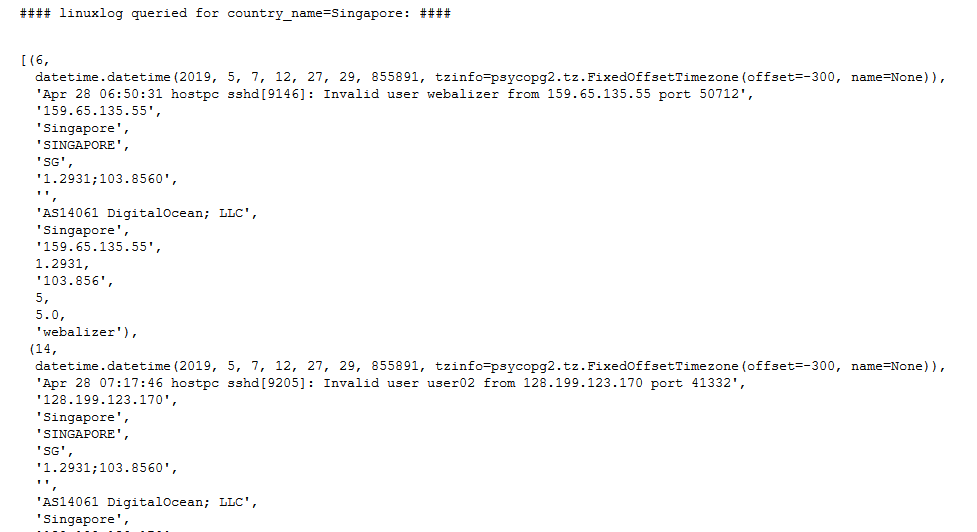 #### linuxlog queried for country_name=Singapore: ####
[(6,
datetime.datetime(2019, 5, 7, 12, 27, 29, 855891, tzinfo=psycopg2.tz.FixedOffsetTimezone(offset=-300, name=None)),
'Apr 28 06:50:31 hostpc sshd[9146]: Invalid user webalizer from 159.65.135.55 port 50712',
'159.65.135.55',
'Singapore',
'SINGAPORE',
'SG',
'1.2931;103.8560',
'',
'AS14061 DigitalOcean; LLC',
'Singapore',
'159.65.135.55',
1.2931,
'103.856',
5,
5.0,
'webalizer'),
(14,
datetime.datetime(2019, 5, 7, 12, 27, 29, 855891, tzinfo=psycopg2.tz.FixedOffsetTimezone(offset=-300, name=None)),
'Apr 28 07:17:46 hostpc sshd[9205]: Invalid user user02 from 128.199.123.170 port 41332',
'128.199.123.170',
'Singapore',
'SINGAPORE',
'SG',
'1.2931;103.8560',
'',
'AS14061 DigitalOcean; LLC',
'Singapore',